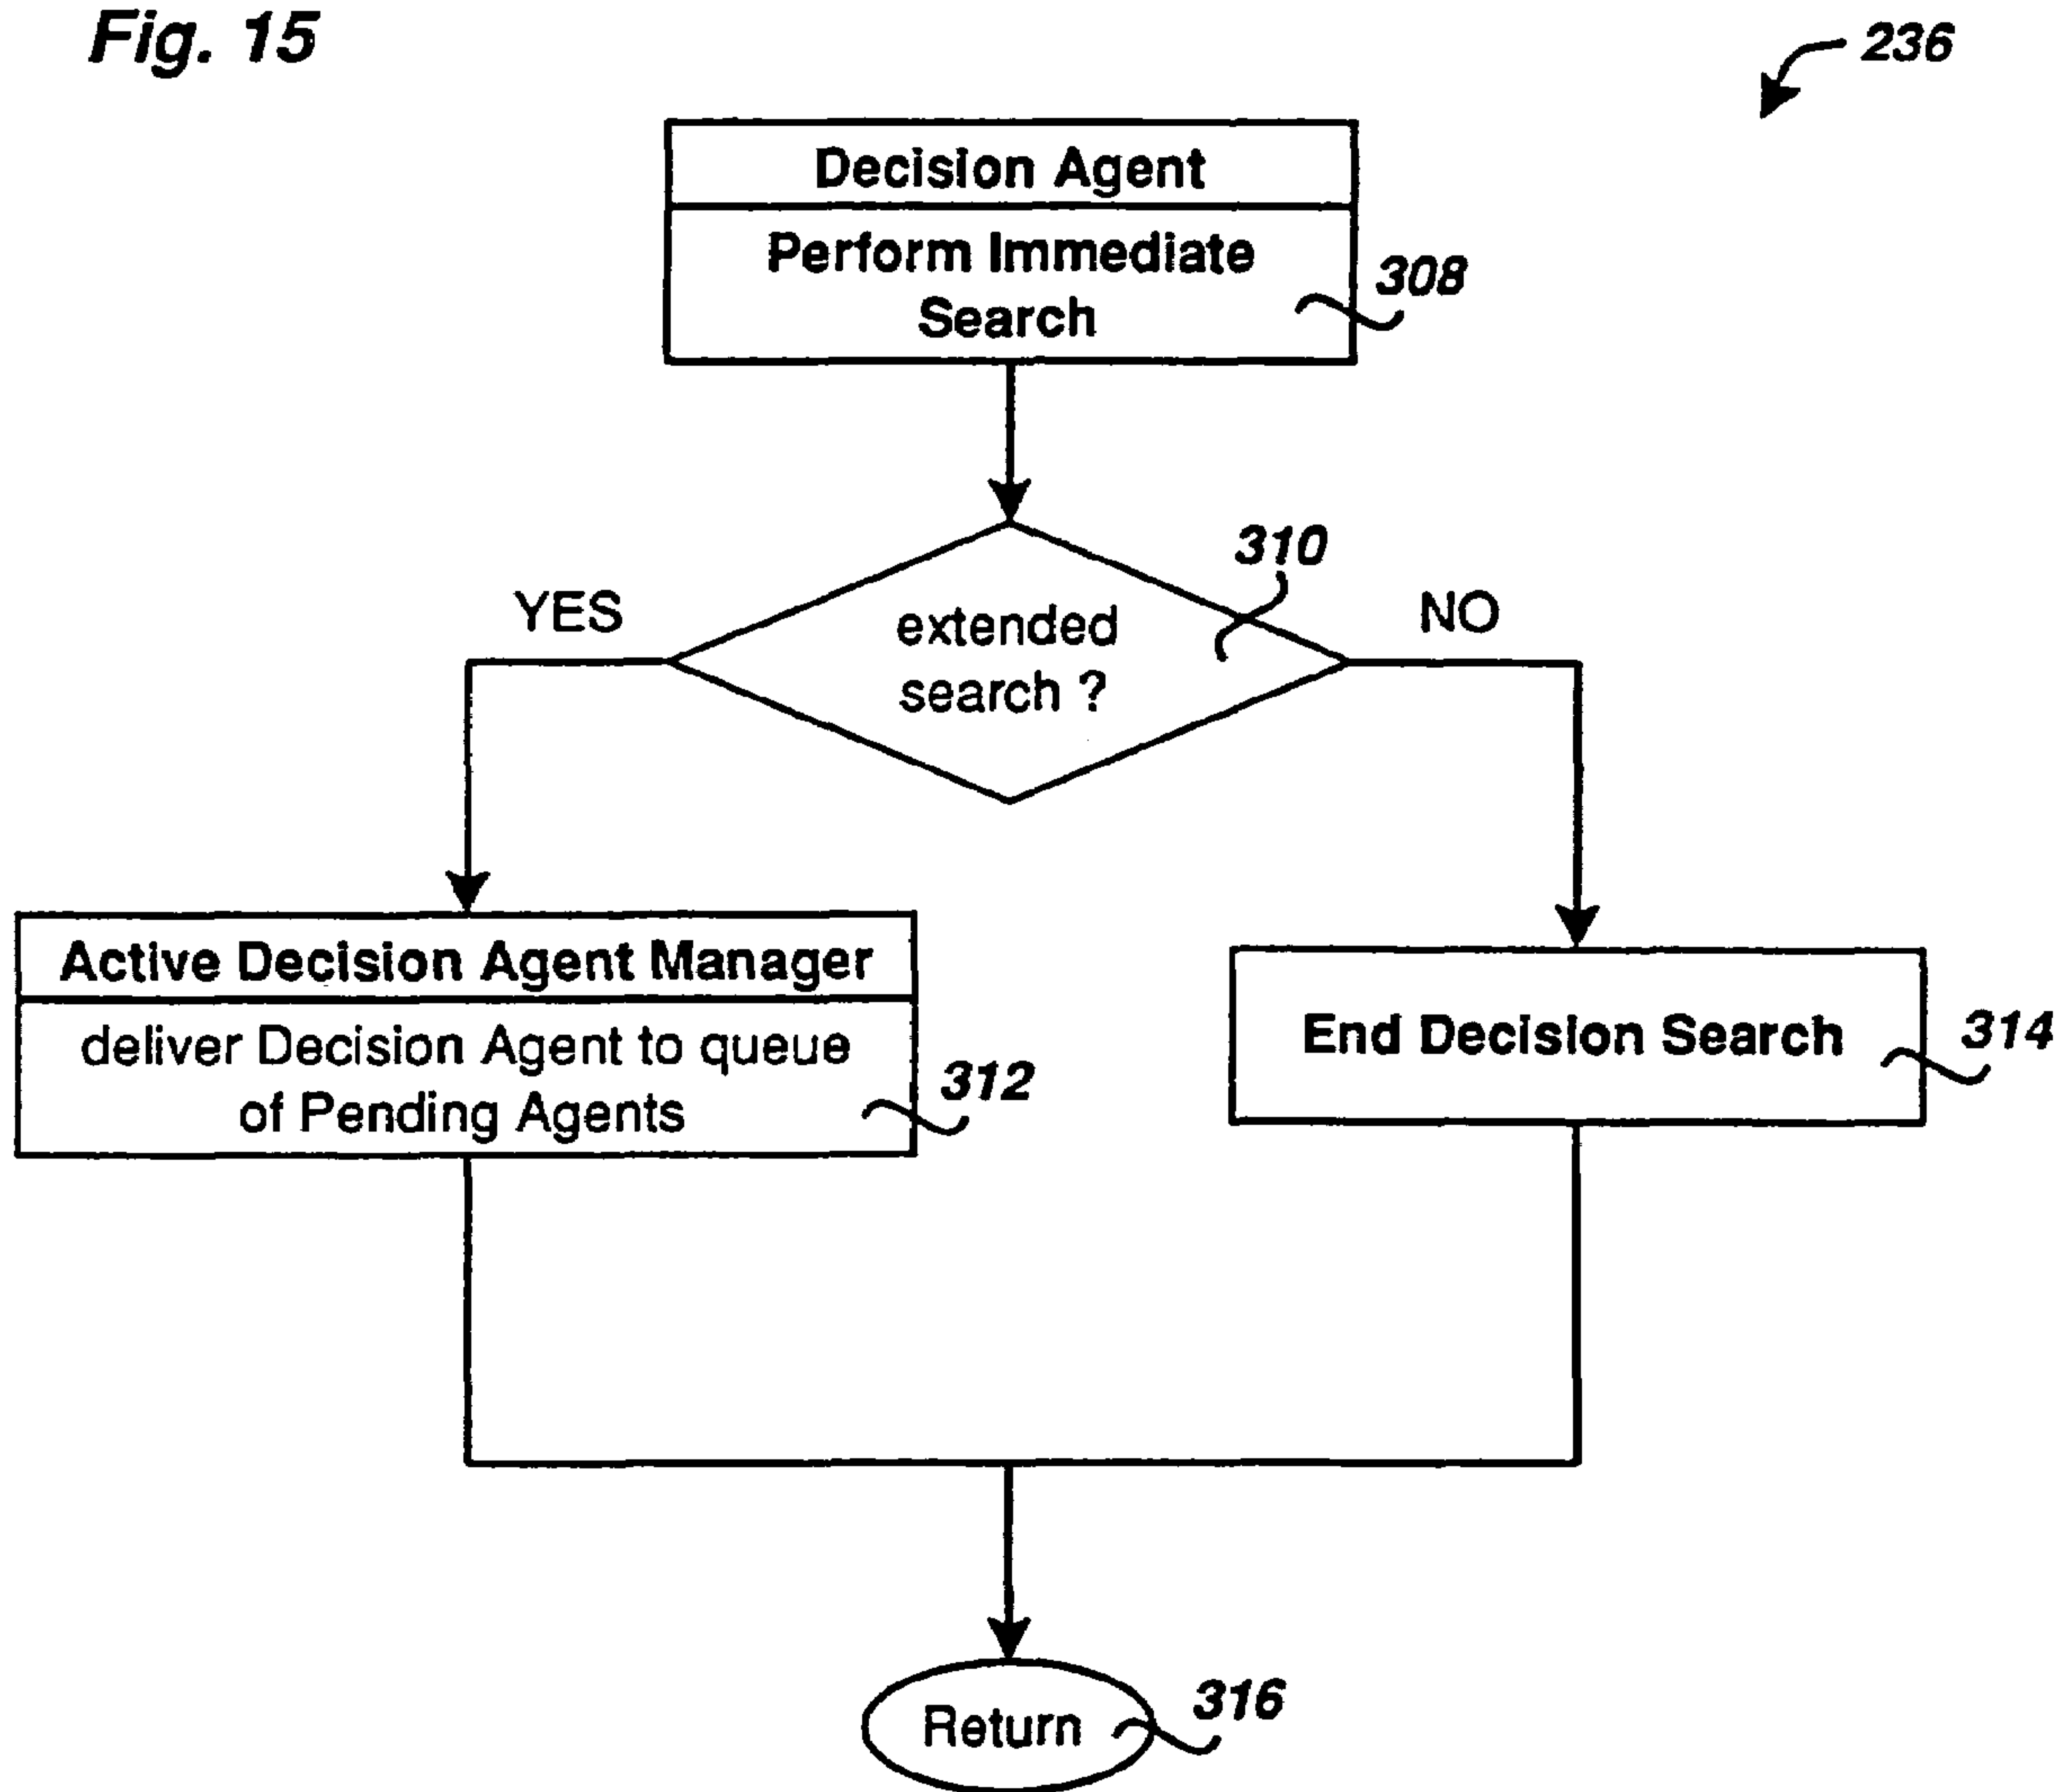 Fig. 15
236
Decision Agent
Perform Immediate
Search
308
310
YES
extended
search ?
NO
Active Decision Agent Manager
deliver Decision Agent to queue
of Pending Agents
312
End Decision Search
314
Return
316